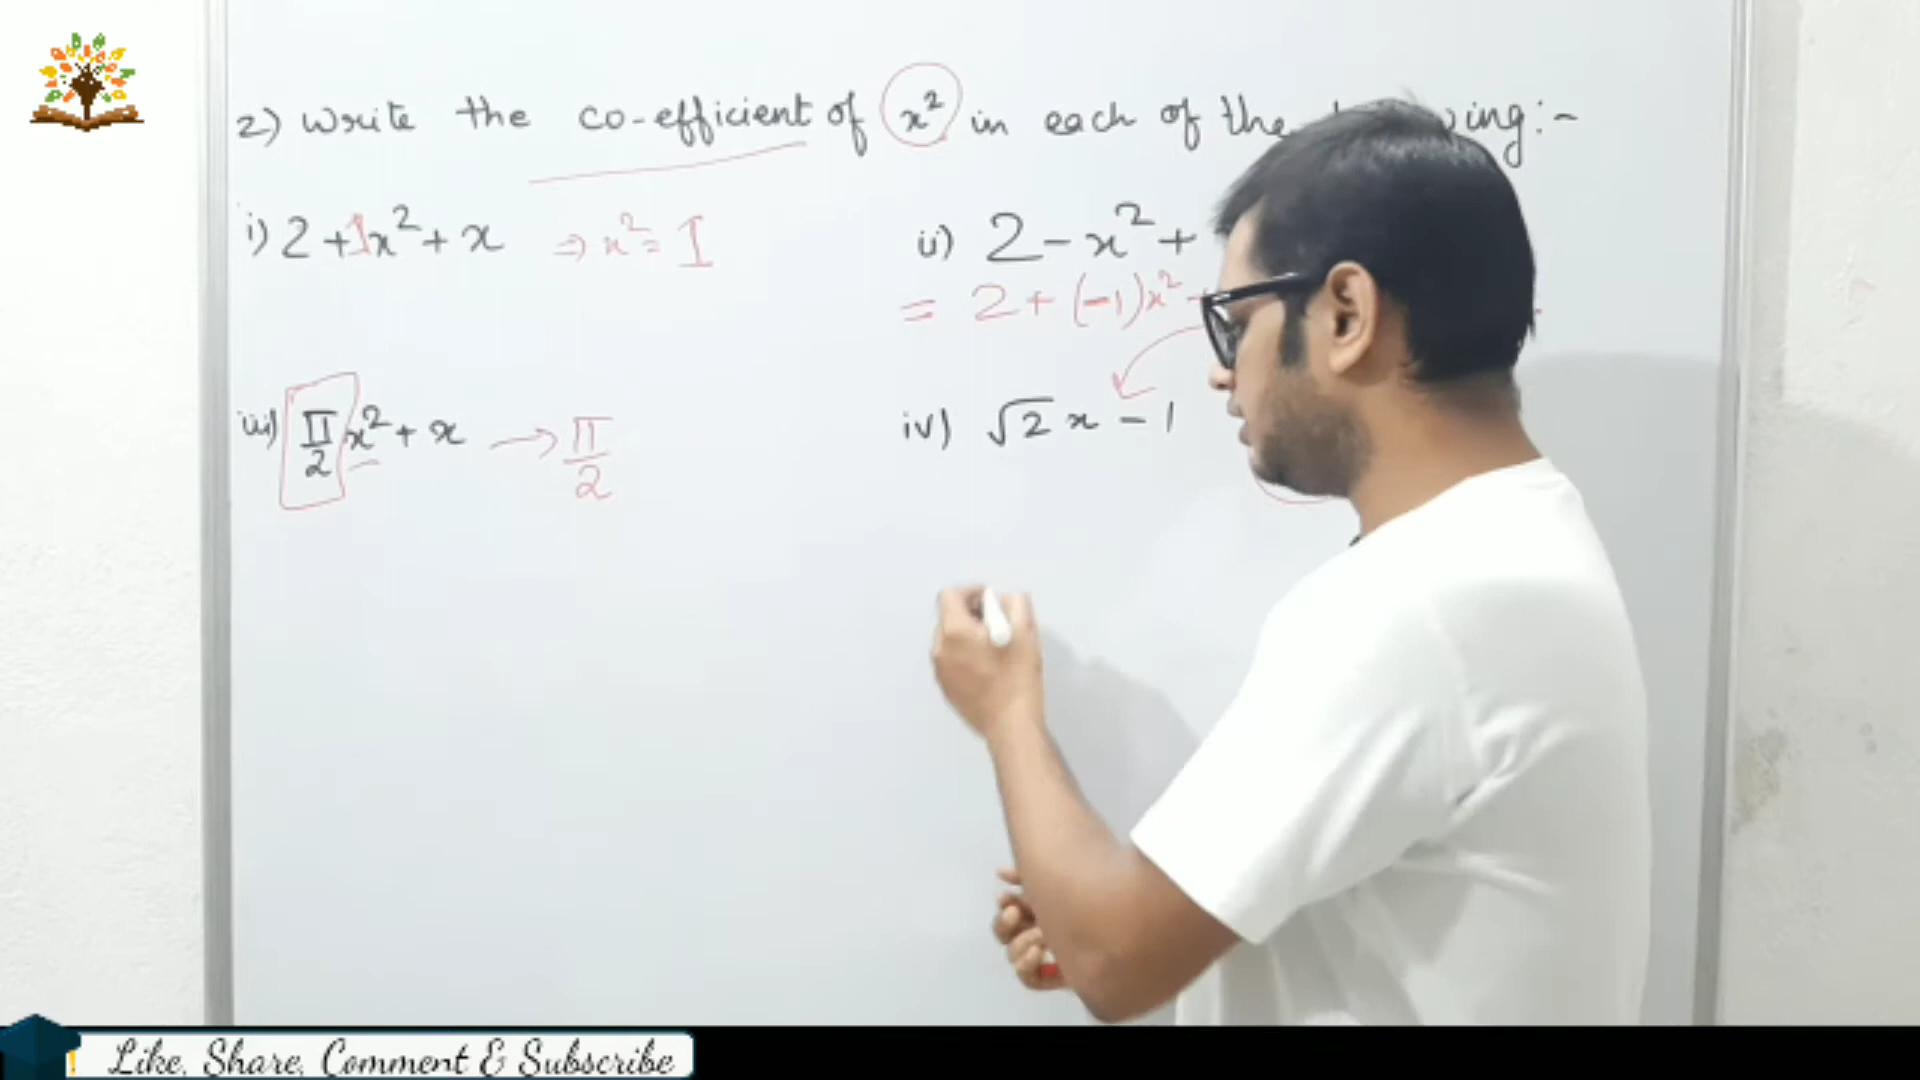 2) Write the co-efficient of x² in each of the
i) 2 + 1x² + x ⇒ x² = 1
ii) 2 - x² +
= 2 + (-1)x² +
iii) π/2 x² + x → π/2
iv) √2 x - 1
Like, Share, Comment & Subscribe